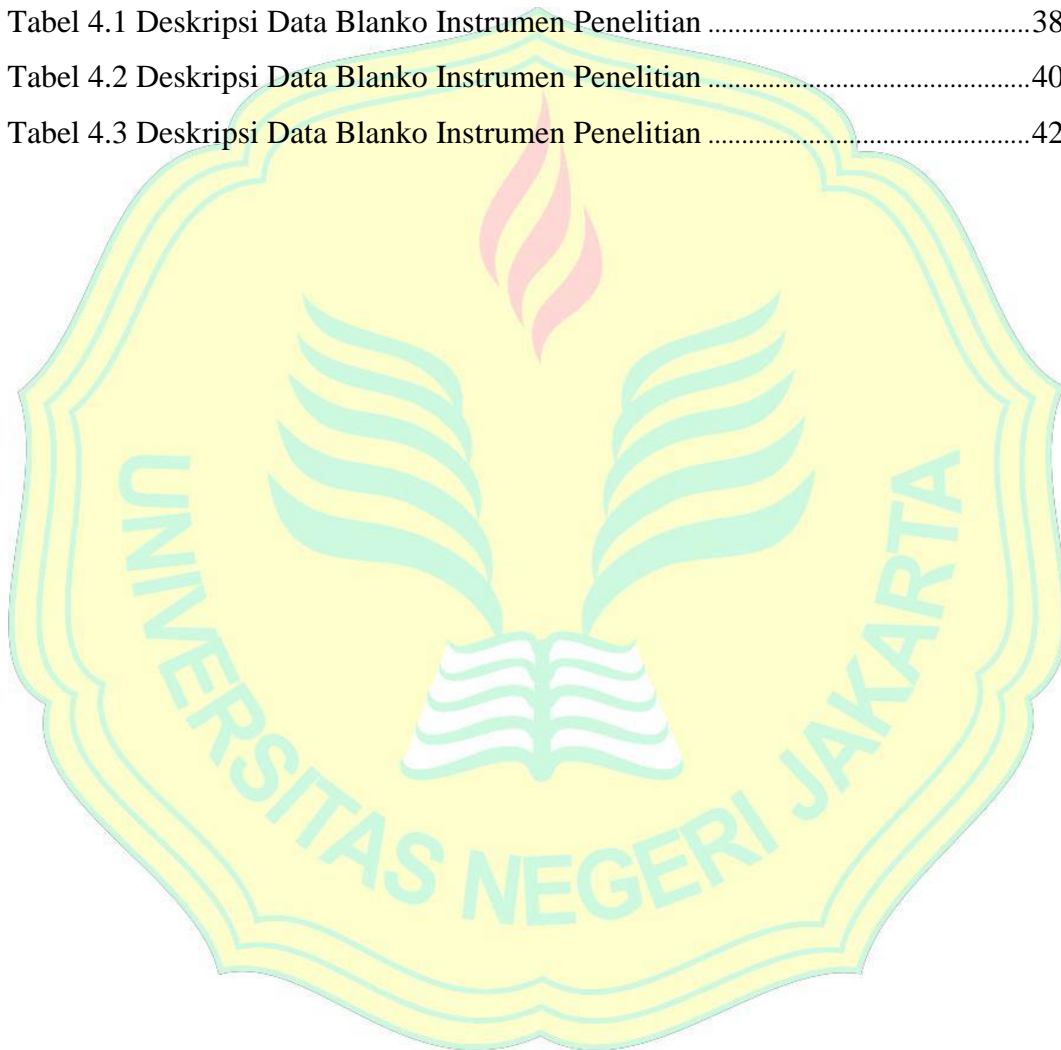 Tabel 4.1 Deskripsi Data Blanko Instrumen Penelitian ........................................38
Tabel 4.2 Deskripsi Data Blanko Instrumen Penelitian ........................................40
Tabel 4.3 Deskripsi Data Blanko Instrumen Penelitian ........................................42
UNIVERSITAS NEGERI JAKARTA